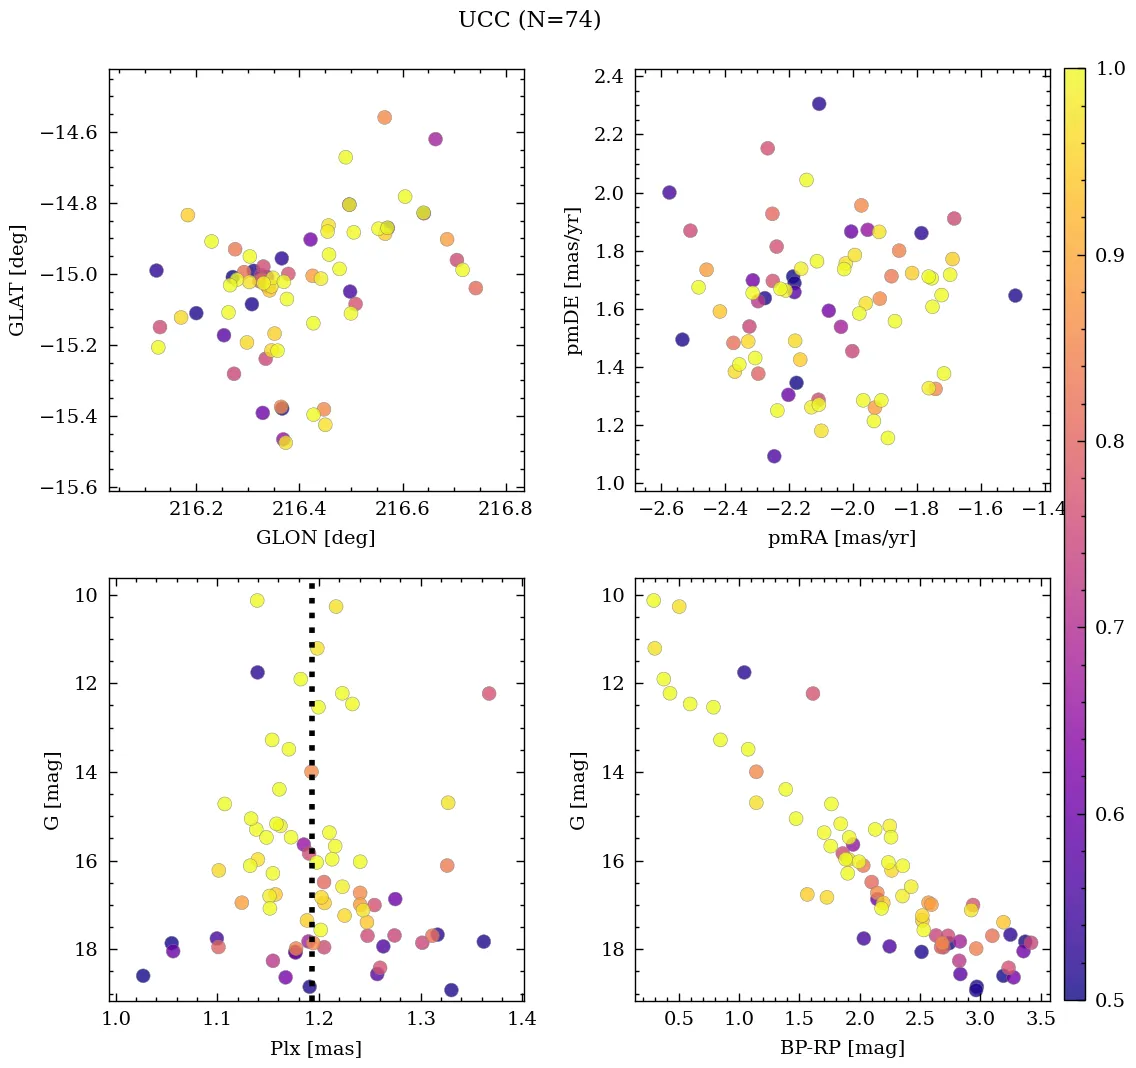 UCC (N=74)
−14.6
−14.8
−15.0
−15.2
−15.4
−15.6
GLAT [deg]
216.2 216.4 216.6 216.8
GLON [deg]
2.4
2.2
2.0
1.8
1.6
1.4
1.2
1.0
pmDE [mas/yr]
−2.6 −2.4 −2.2 −2.0 −1.8 −1.6 −1.4
pmRA [mas/yr]
10
12
14
16
18
G [mag]
1.0 1.1 1.2 1.3 1.4
Plx [mas]
10
12
14
16
18
G [mag]
0.5 1.0 1.5 2.0 2.5 3.0 3.5
BP-RP [mag]
1.0
0.9
0.8
0.7
0.6
0.5